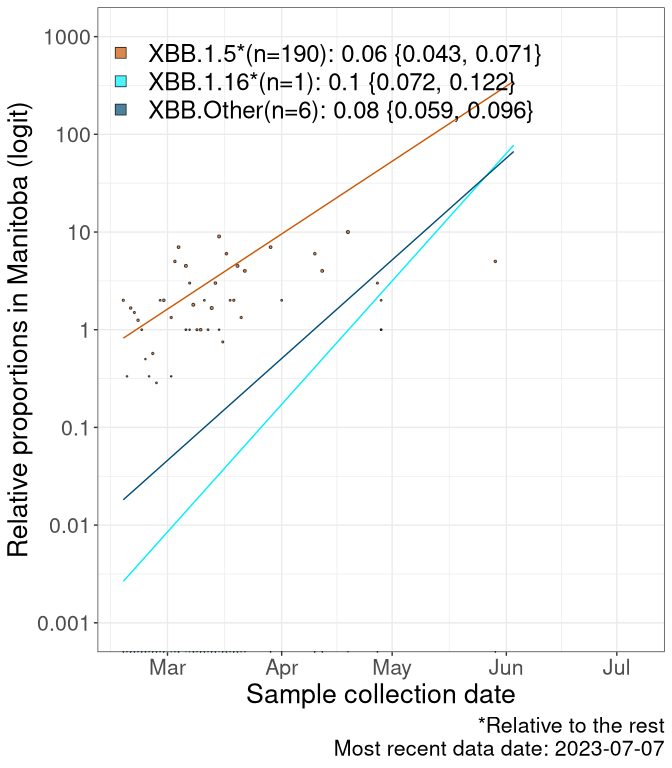 1000
100
10
1
0.1
0.01
0.001
Relative proportions in Manitoba (logit)
XBB.1.5*(n=190): 0.06 {0.043, 0.071}
XBB.1.16*(n=1): 0.1 {0.072, 0.122}
XBB.Other(n=6): 0.08 {0.059, 0.096}
Mar Apr May Jun Jul
Sample collection date
*Relative to the rest
Most recent data date: 2023-07-07